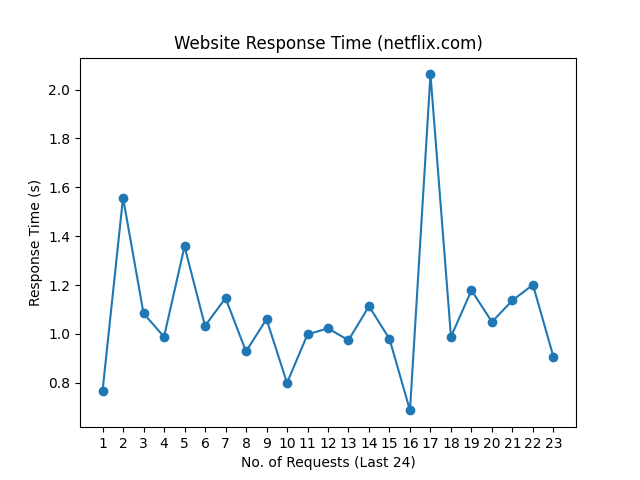 Website Response Time (netflix.com)
2.0
1.8
1.6
1.4
1.2
1.0
0.8
Response Time (s)
1 2 3 4 5 6 7 8 9 10 11 12 13 14 15 16 17 18 19 20 21 22 23
No. of Requests (Last 24)